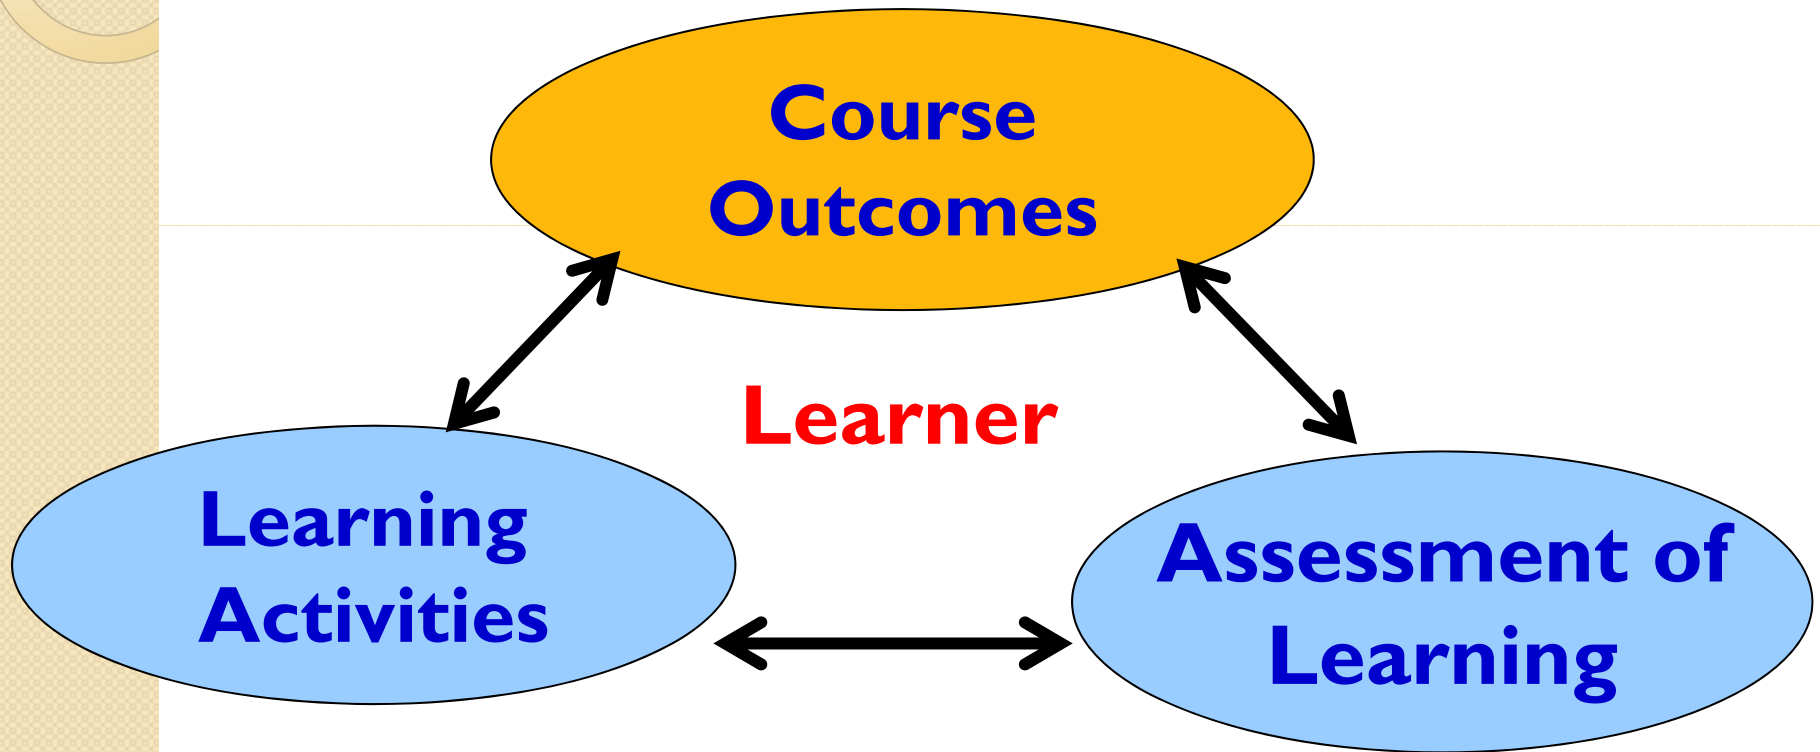 Course
Outcomes
Learner
Learning
Activities
Assessment of
Learning